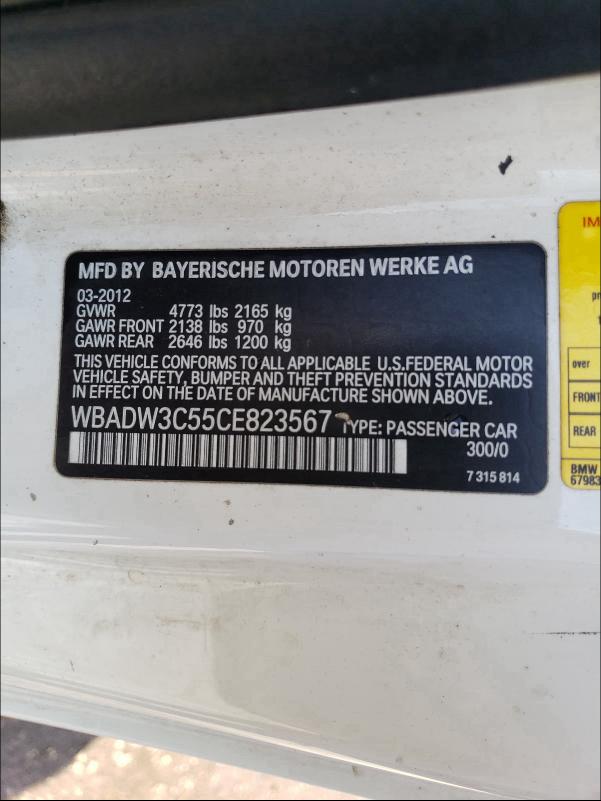 MFD BY BAYERISCHE MOTOREN WERKE AG
03-2012
GVWR 4773 lbs 2165 kg
GAWR FRONT 2138 lbs 970 kg
GAWR REAR 2646 lbs 1200 kg
THIS VEHICLE CONFORMS TO ALL APPLICABLE U.S.FEDERAL MOTOR
VEHICLE SAFETY, BUMPER AND THEFT PREVENTION STANDARDS
IN EFFECT ON THE DATE OF MANUFACTURE SHOWN ABOVE.
WBADW3C55CE823567 TYPE: PASSENGER CAR
300/0
7 315 814
over
FRONT
REAR
BMW